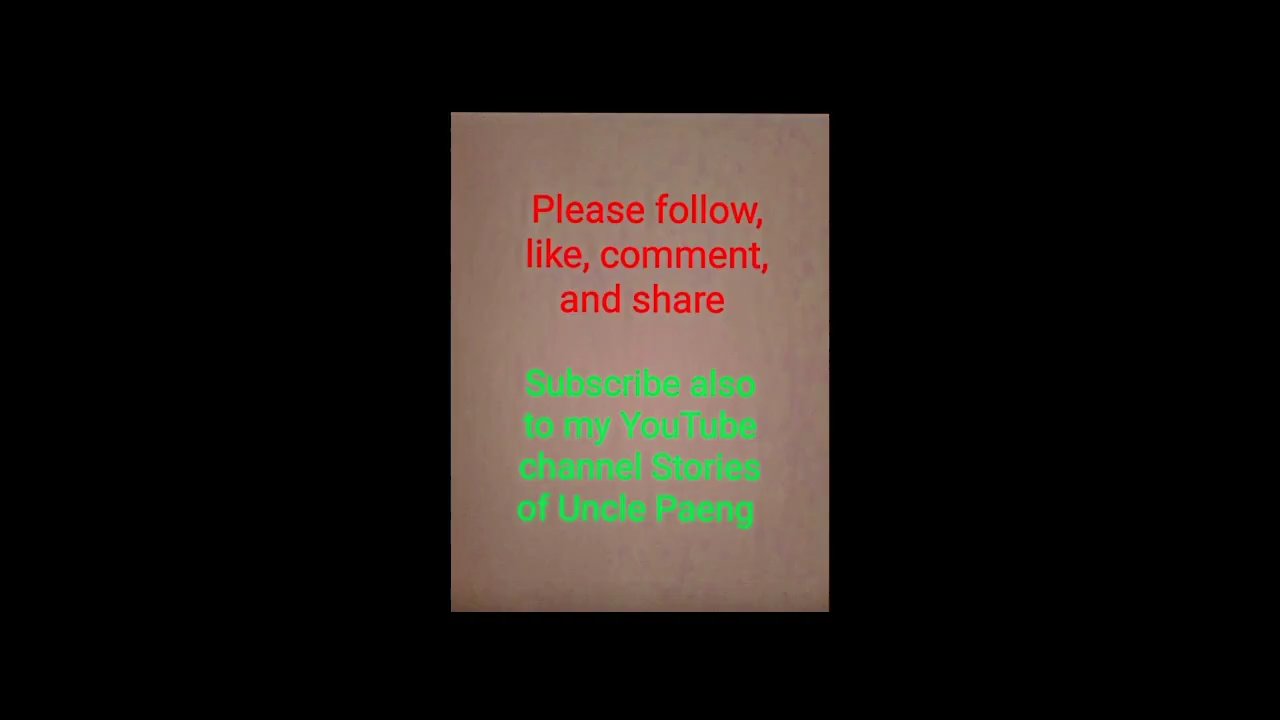 Please follow,
like, comment,
and share
Subscribe also
to my YouTube
channel Stories
of Uncle Paeng